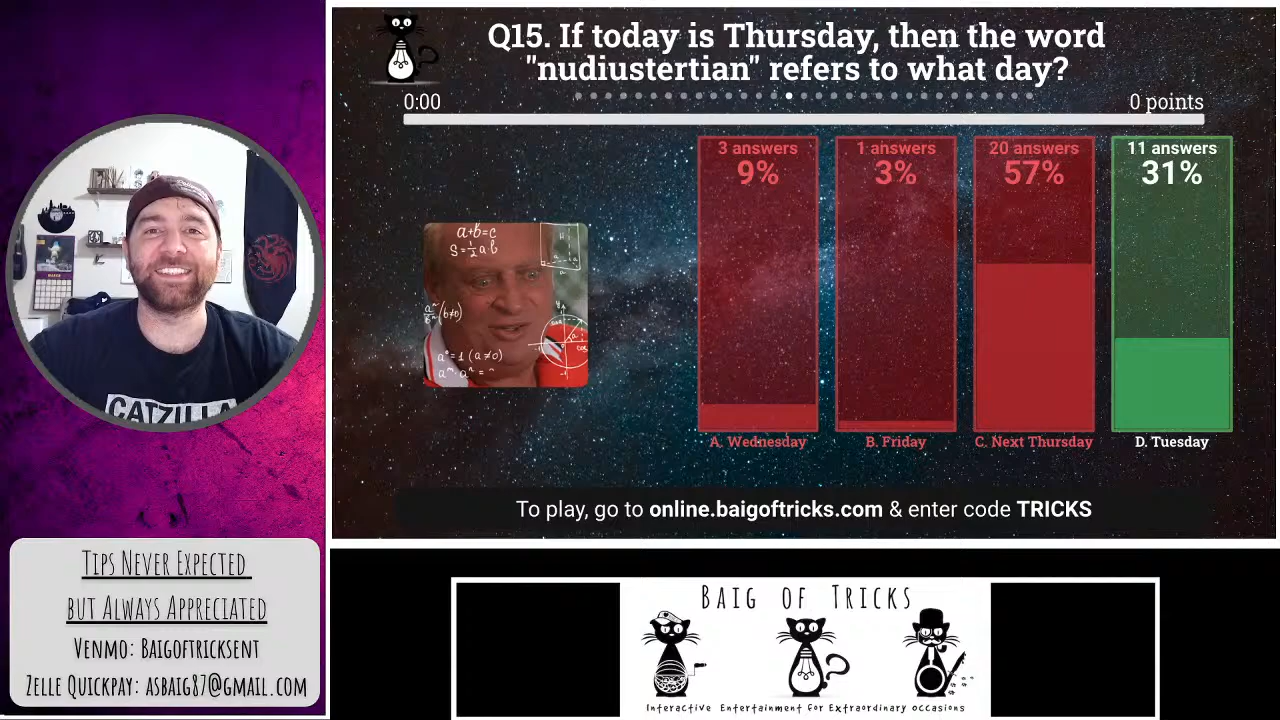 Q15. If today is Thursday, then the word
"nudiustertian" refers to what day?
0:00
0 points
3 answers
9%
1 answers
3%
20 answers
57%
11 answers
31%
A. Wednesday
B. Friday
C. Next Thursday
D. Tuesday
a+b=c
To play, go to online.baigoftricks.com & enter code TRICKS
CATZILLA
TIPS NEVER EXPECTED
BUT ALWAYS APPRECIATED
VENMO: BAIGOFTRICKSENT
ZELLE QUICKPAY: ASBAIG87@GMAIL.COM
BAIG OF TRICKS
Interactive Entertainment for Extraordinary Occasions